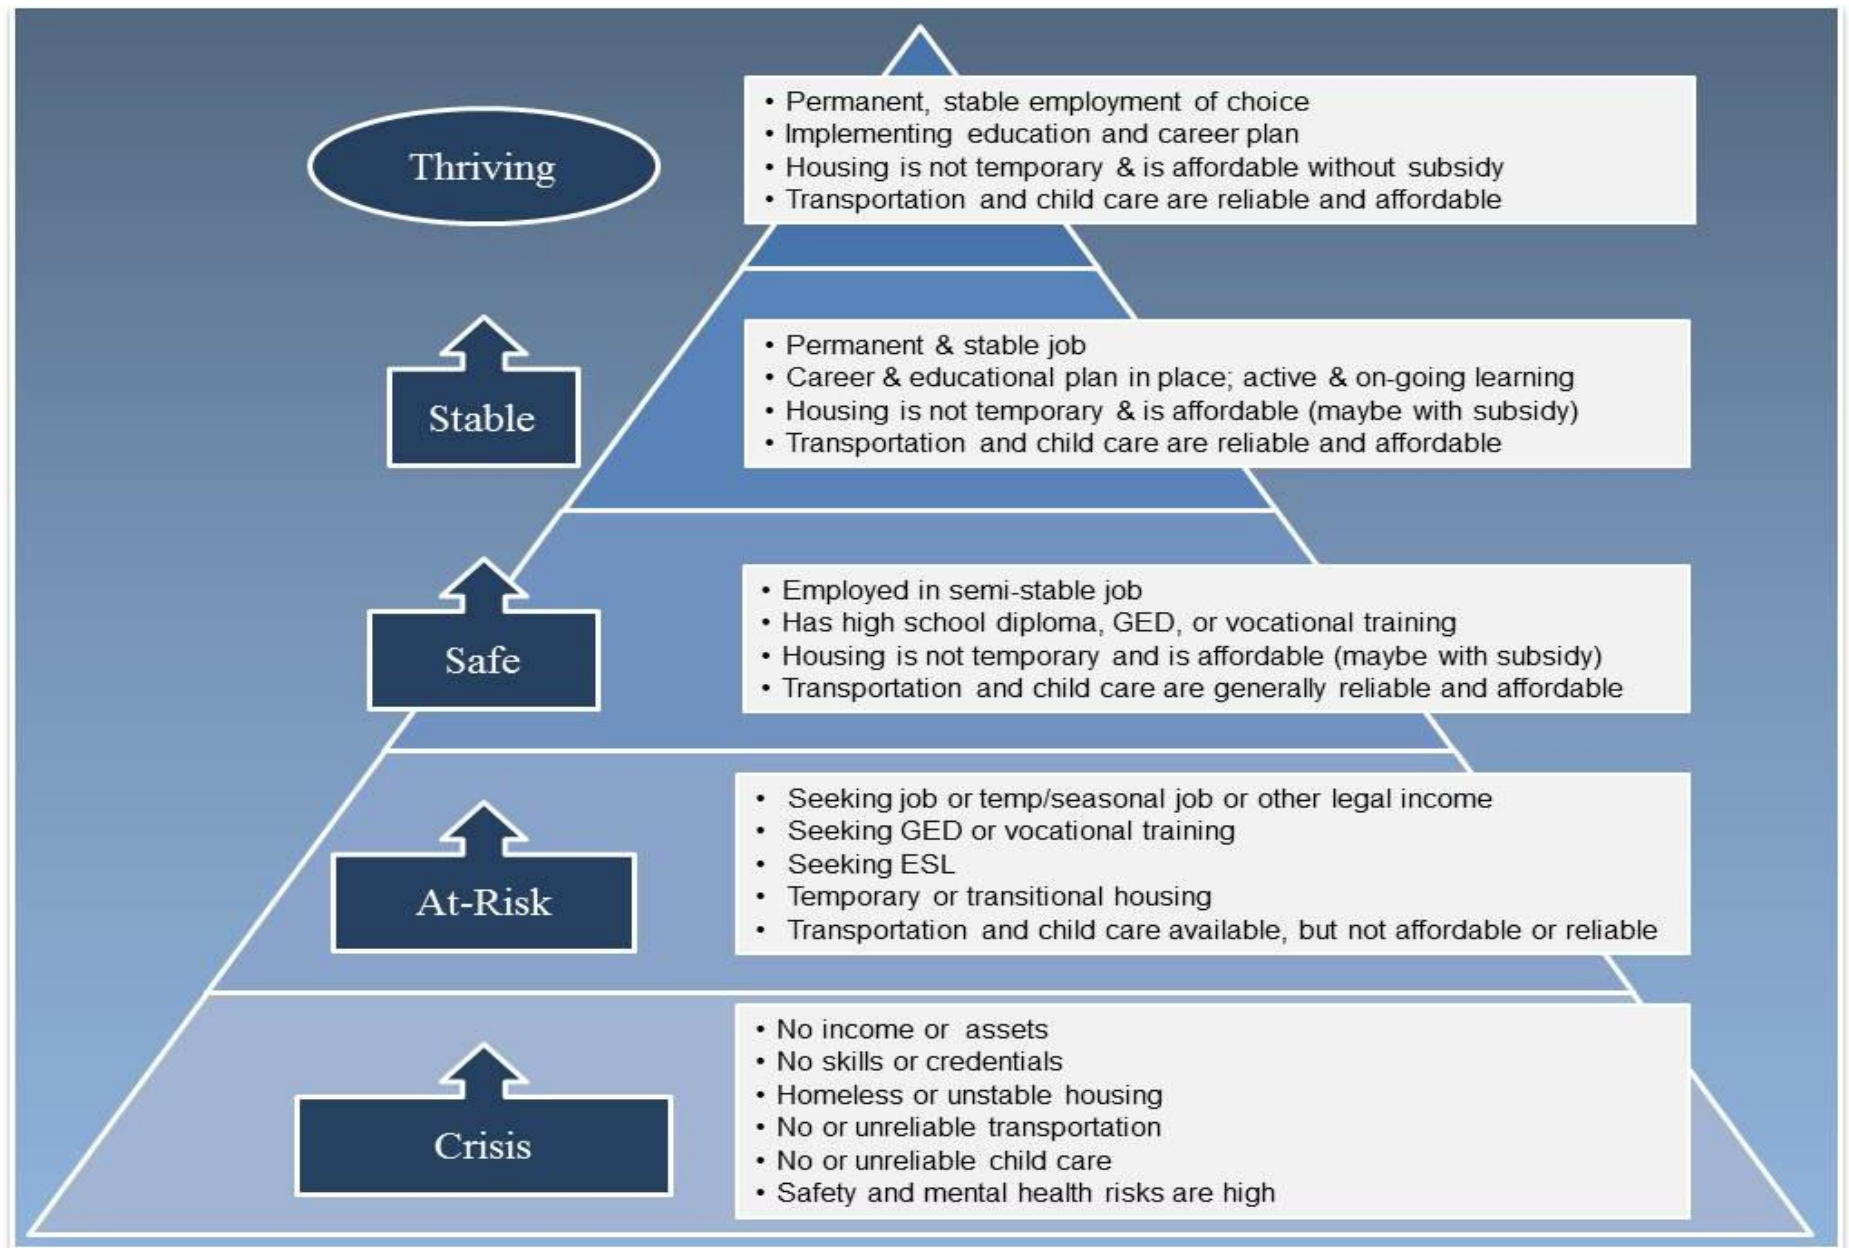 Thriving
• Permanent, stable employment of choice
• Implementing education and career plan
• Housing is not temporary & is affordable without subsidy
• Transportation and child care are reliable and affordable
Stable
• Permanent & stable job
• Career & educational plan in place; active & on-going learning
• Housing is not temporary & is affordable (maybe with subsidy)
• Transportation and child care are reliable and affordable
Safe
• Employed in semi-stable job
• Has high school diploma, GED, or vocational training
• Housing is not temporary and is affordable (maybe with subsidy)
• Transportation and child care are generally reliable and affordable
At-Risk
• Seeking job or temp/seasonal job or other legal income
• Seeking GED or vocational training
• Seeking ESL
• Temporary or transitional housing
• Transportation and child care available, but not affordable or reliable
Crisis
• No income or assets
• No skills or credentials
• Homeless or unstable housing
• No or unreliable transportation
• No or unreliable child care
• Safety and mental health risks are high